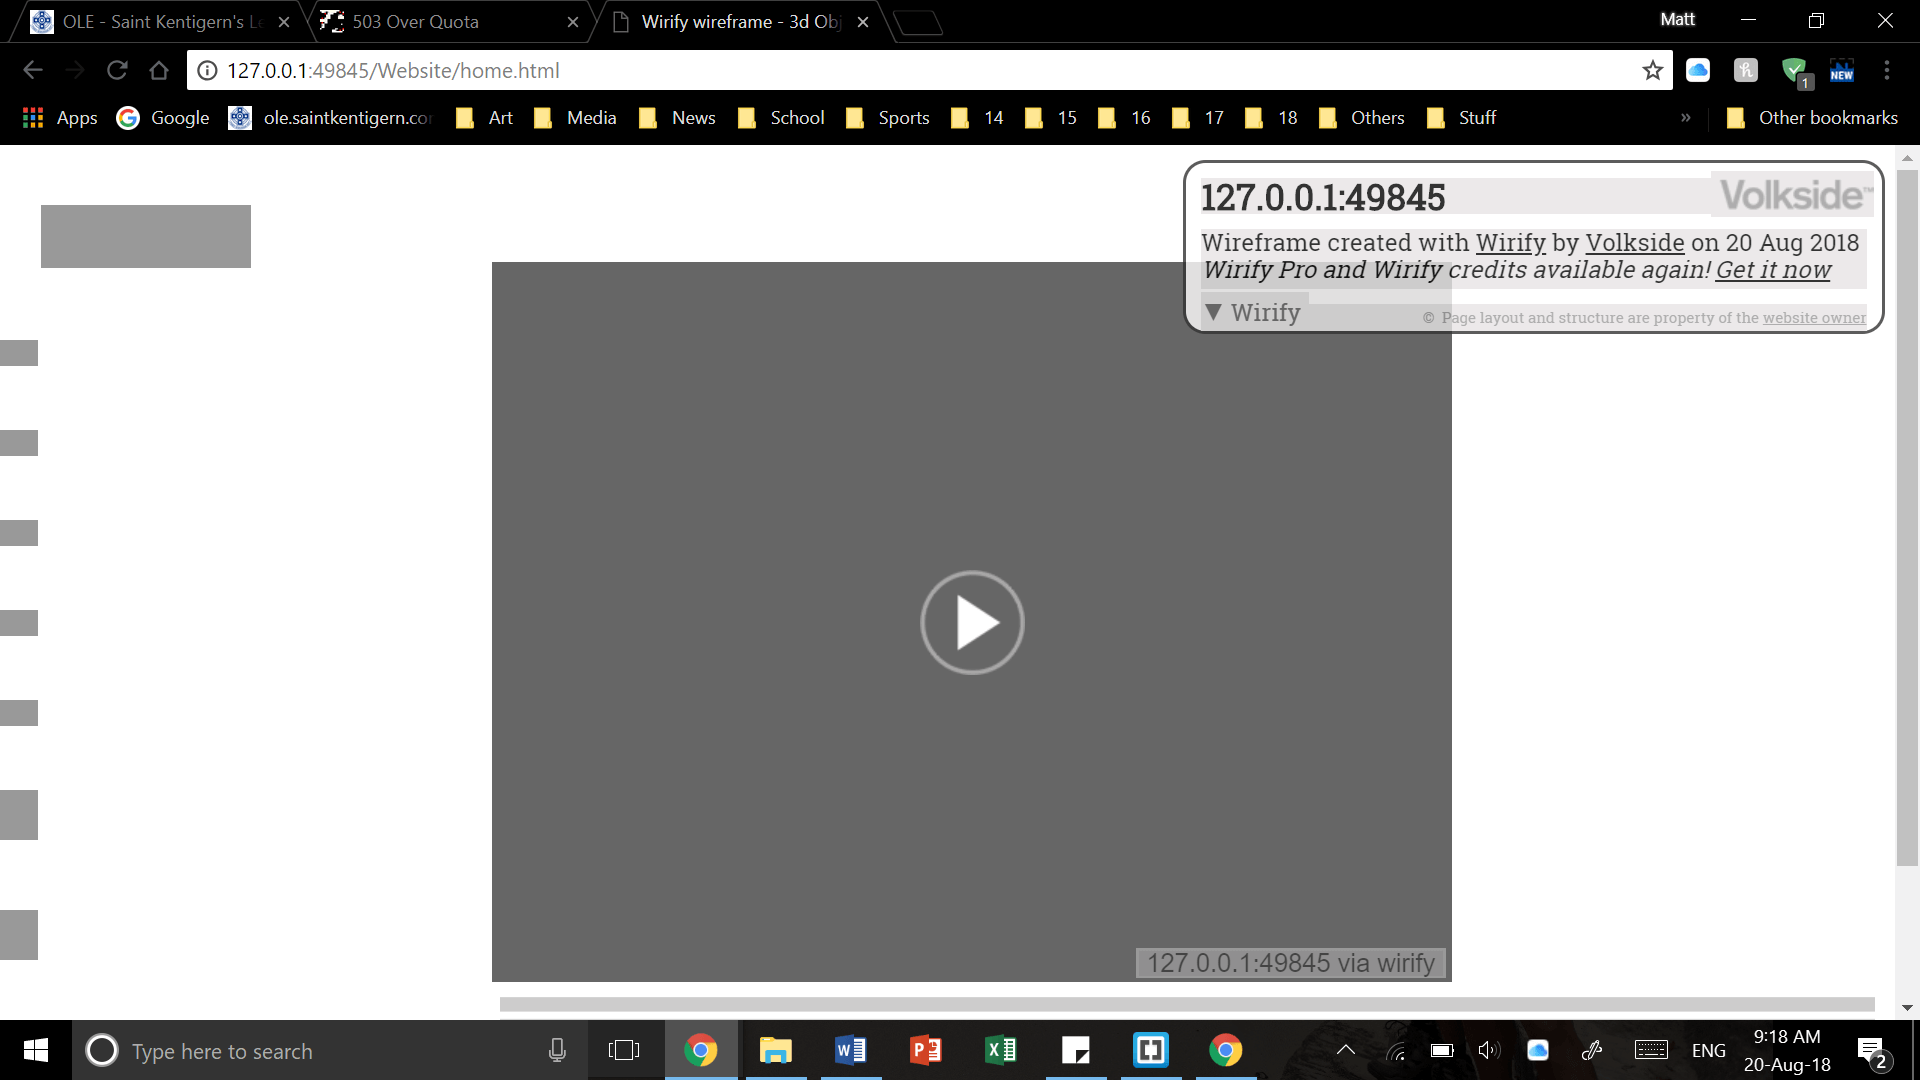 OLE - Saint Kentigern's Le
503 Over Quota
Wirify wireframe - 3d Obj
Matt
127.0.0.1:49845/Website/home.html
1
NEW
Apps
Google
ole.saintkentigern.cor
Art
Media
News
School
Sports
14
15
16
17
18
Others
Stuff
»
Other bookmarks
127.0.0.1:49845
Volkside™
Wireframe created with Wirify by Volkside on 20 Aug 2018
Wirify Pro and Wirify credits available again! Get it now
▼ Wirify
© Page layout and structure are property of the website owner
127.0.0.1:49845 via wirify
Type here to search
ENG
9:18 AM
20-Aug-18
2